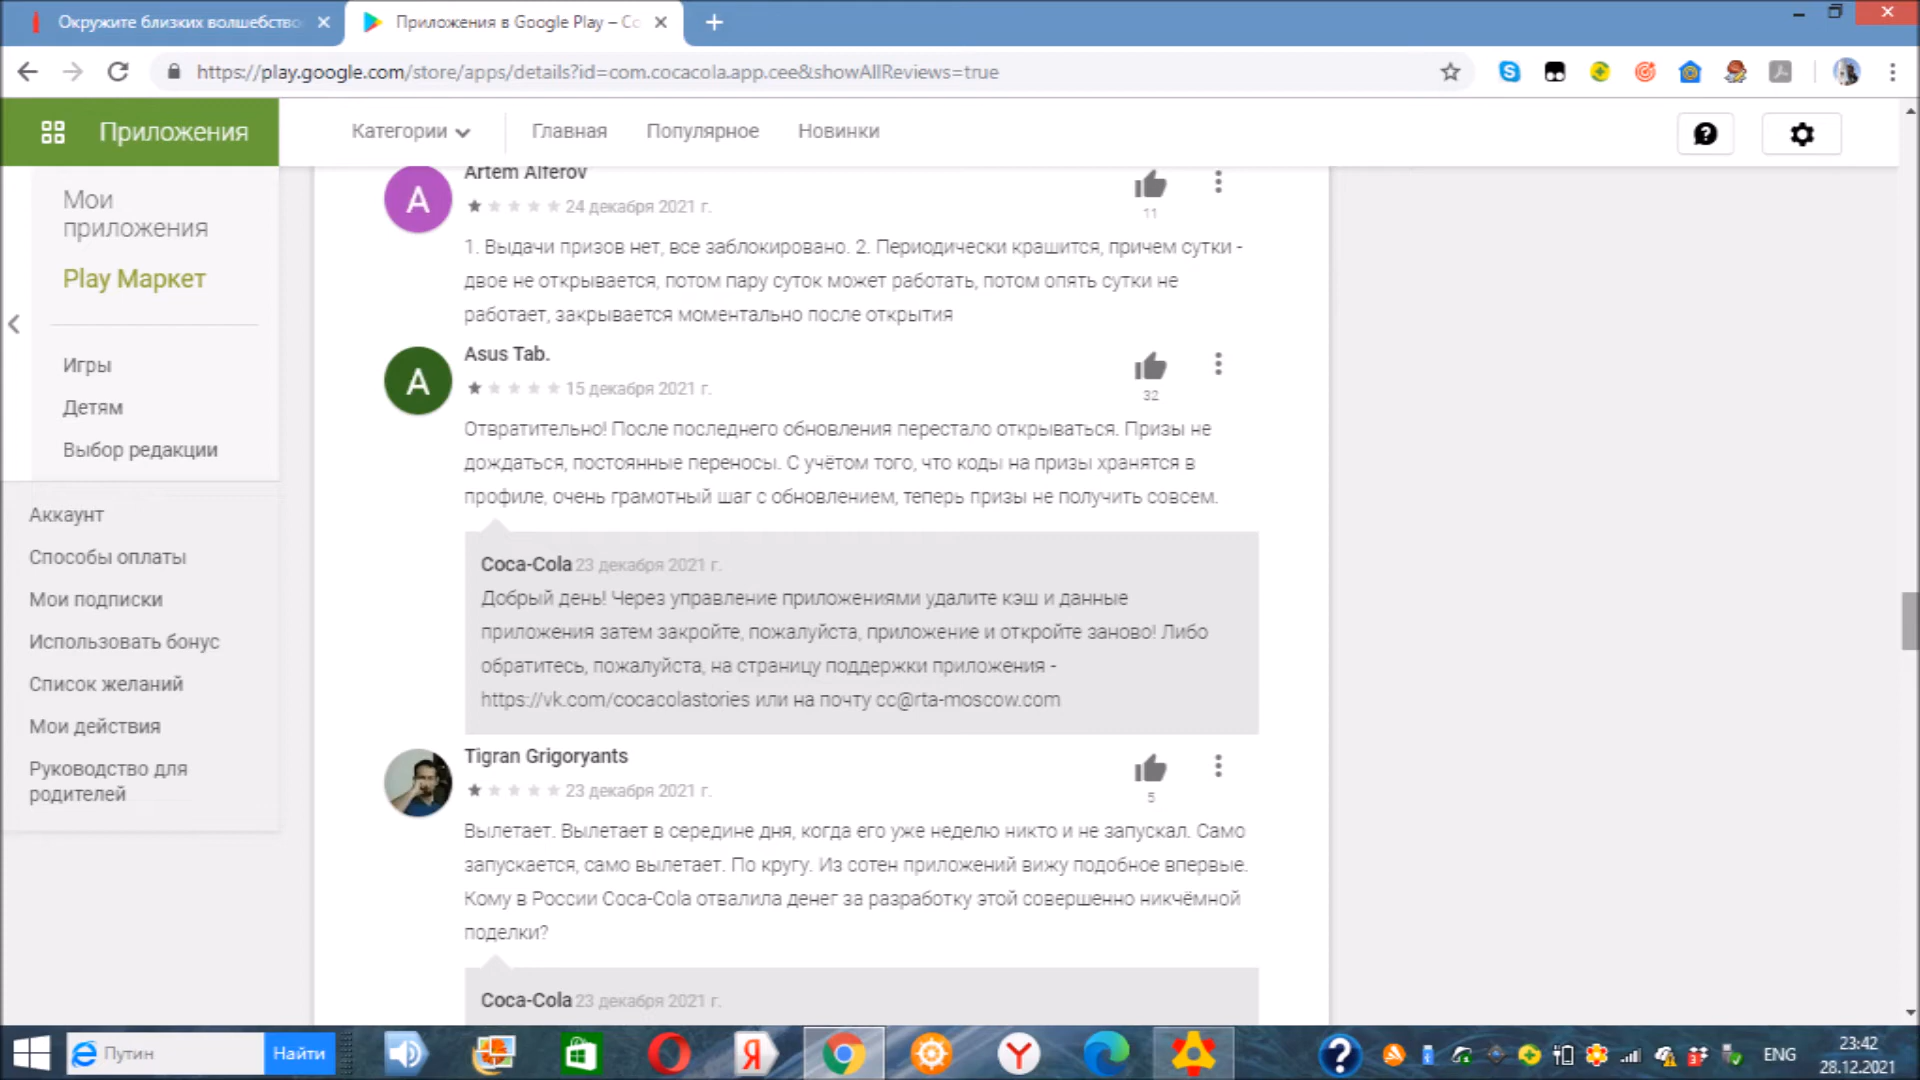 Окружите близких волшебство
Приложения в Google Play – Co
https://play.google.com/store/apps/details?id=com.cocacola.app.cee&showAllReviews=true
Приложения
Категории
Главная
Популярное
Новинки
Мои
приложения
Play Маркет
Игры
Детям
Выбор редакции
Аккаунт
Способы оплаты
Мои подписки
Использовать бонус
Список желаний
Мои действия
Руководство для
родителей
A
Artem Alferov
24 декабря 2021 г.
11
1. Выдачи призов нет, все заблокировано. 2. Периодически крашится, причем сутки -
двое не открывается, потом пару суток может работать, потом опять сутки не
работает, закрывается моментально после открытия
A
Asus Tab.
15 декабря 2021 г.
32
Отвратительно! После последнего обновления перестало открываться. Призы не
дождаться, постоянные переносы. С учётом того, что коды на призы хранятся в
профиле, очень грамотный шаг с обновлением, теперь призы не получить совсем.
Coca-Cola 23 декабря 2021 г.
Добрый день! Через управление приложениями удалите кэш и данные
приложения затем закройте, пожалуйста, приложение и откройте заново! Либо
обратитесь, пожалуйста, на страницу поддержки приложения -
https://vk.com/cocacolastories или на почту cc@rta-moscow.com
Tigran Grigoryants
23 декабря 2021 г.
5
Вылетает. Вылетает в середине дня, когда его уже неделю никто и не запускал. Само
запускается, само вылетает. По кругу. Из сотен приложений вижу подобное впервые.
Кому в России Coca-Cola отвалила денег за разработку этой совершенно никчёмной
поделки?
Coca-Cola 23 декабря 2021 г.
Путин
Найти
ENG
23:42
28.12.2021